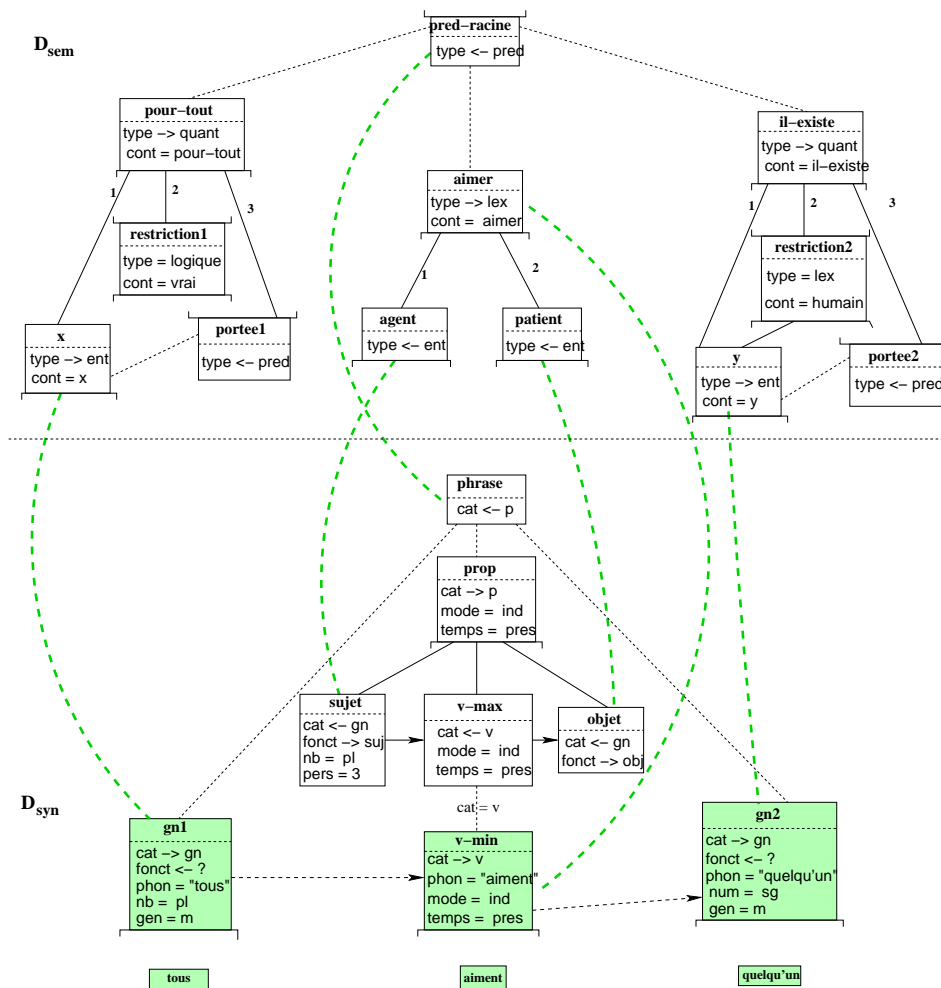 D_sem
pred–racine
type <- pred
pour–tout
type –> quant
cont = pour–tout
il–existe
type –> quant
cont = il–existe
aimer
type –> lex
cont = aimer
1
2
3
1
2
3
restriction1
type = logique
cont = vrai
restriction2
type = lex
cont = humain
1
2
x
type –> ent
cont = x
portee1
type <- pred
agent
type <- ent
patient
type <- ent
y
type –> ent
cont = y
portee2
type <- pred
phrase
cat <- p
prop
cat –> p
mode = ind
temps = pres
sujet
cat <- gn
fonct –> suj
nb = pl
pers = 3
v–max
cat <- v
mode = ind
temps = pres
objet
cat <- gn
fonct –> obj
D_syn
cat = v
gn1
cat –> gn
fonct <- ?
phon = "tous"
nb = pl
gen = m
v–min
cat –> v
phon = "aiment"
mode = ind
temps = pres
gn2
cat –> gn
fonct <- ?
phon = "quelqu'un"
num = sg
gen = m
tous
aiment
quelqu'un